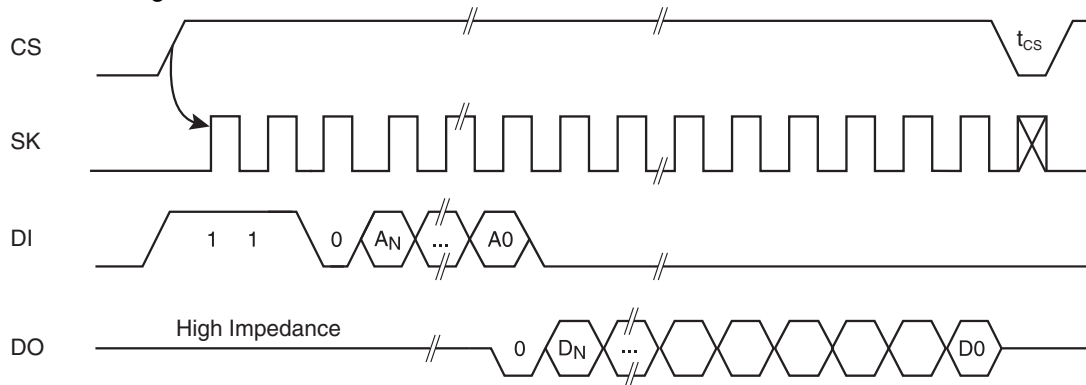 CS
t_CS
SK
DI
1 1 0 A_N ... A0
High Impedance
DO
0 D_N ... D0